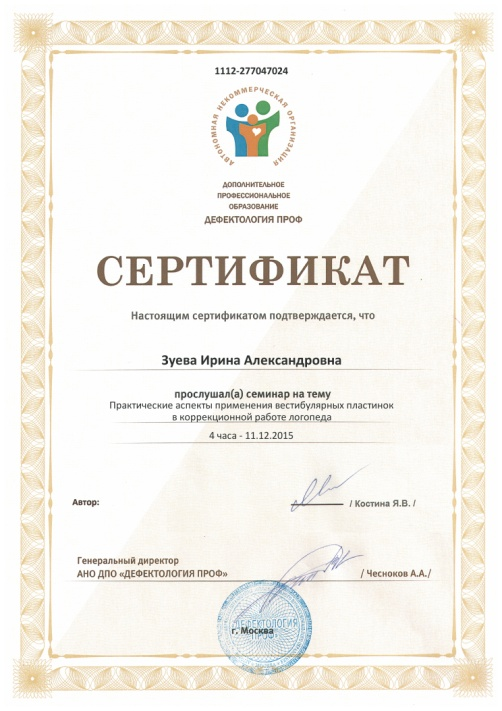 1112-277047024
АВТОНОМНАЯ НЕКОММЕРЧЕСКАЯ ОРГАНИЗАЦИЯ
ДОПОЛНИТЕЛЬНОЕ
ПРОФЕССИОНАЛЬНОЕ
ОБРАЗОВАНИЕ
ДЕФЕКТОЛОГИЯ ПРОФ
СЕРТИФИКАТ
Настоящим сертификатом подтверждается, что
Зуева Ирина Александровна
прослушал(а) семинар на тему
Практические аспекты применения вестибулярных пластинок
в коррекционной работе логопеда
4 часа - 11.12.2015
Автор:
/ Костина Я.В. /
Генеральный директор
АНО ДПО «ДЕФЕКТОЛОГИЯ ПРОФ»
/ Чесноков А.А./
ДЕФЕКТОЛОГИЯ
ПРОФ
г. Москва